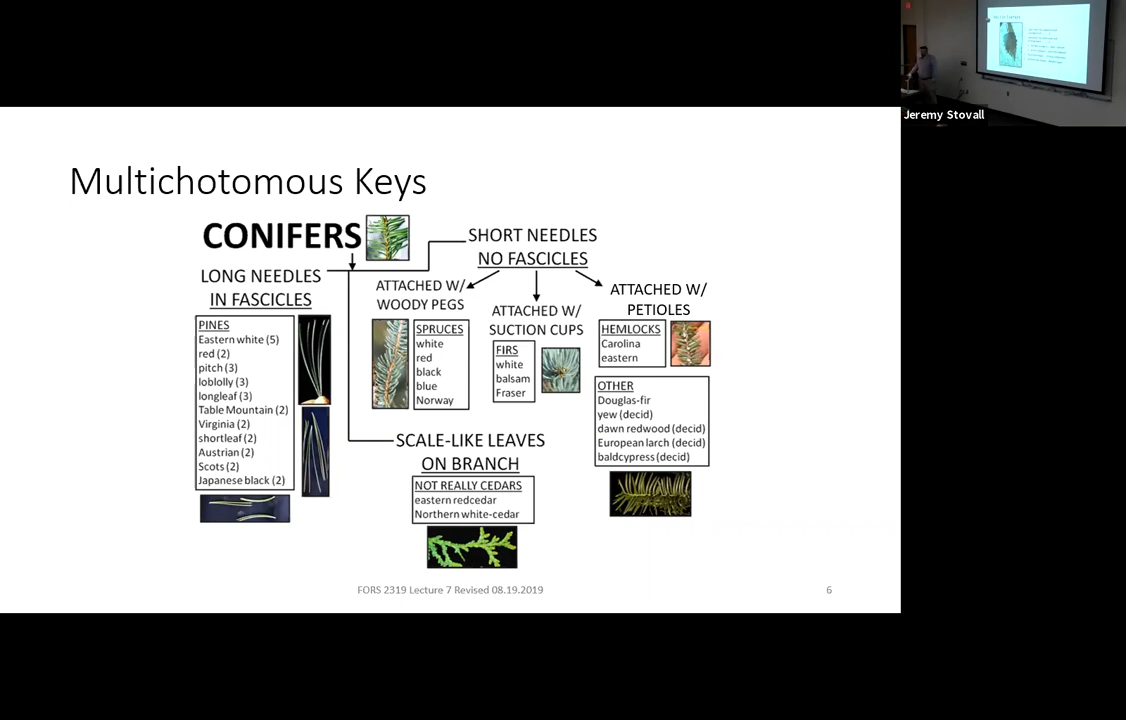 Jeremy Stovall
Multichotomous Keys
CONIFERS
LONG NEEDLES
IN FASCICLES
PINES
Eastern white (5)
red (2)
pitch (3)
loblolly (3)
longleaf (3)
Table Mountain (2)
Virginia (2)
shortleaf (2)
Austrian (2)
Scots (2)
Japanese black (2)
SHORT NEEDLES
NO FASCICLES
ATTACHED W/
WOODY PEGS
SPRUCES
white
red
black
blue
Norway
ATTACHED W/
SUCTION CUPS
FIRS
white
balsam
Fraser
ATTACHED W/
PETIOLES
HEMLOCKS
Carolina
eastern
OTHER
Douglas-fir
yew (decid)
dawn redwood (decid)
European larch (decid)
baldcypress (decid)
SCALE-LIKE LEAVES
ON BRANCH
NOT REALLY CEDARS
eastern redcedar
Northern white-cedar
FORS 2319 Lecture 7 Revised 08.19.2019
6